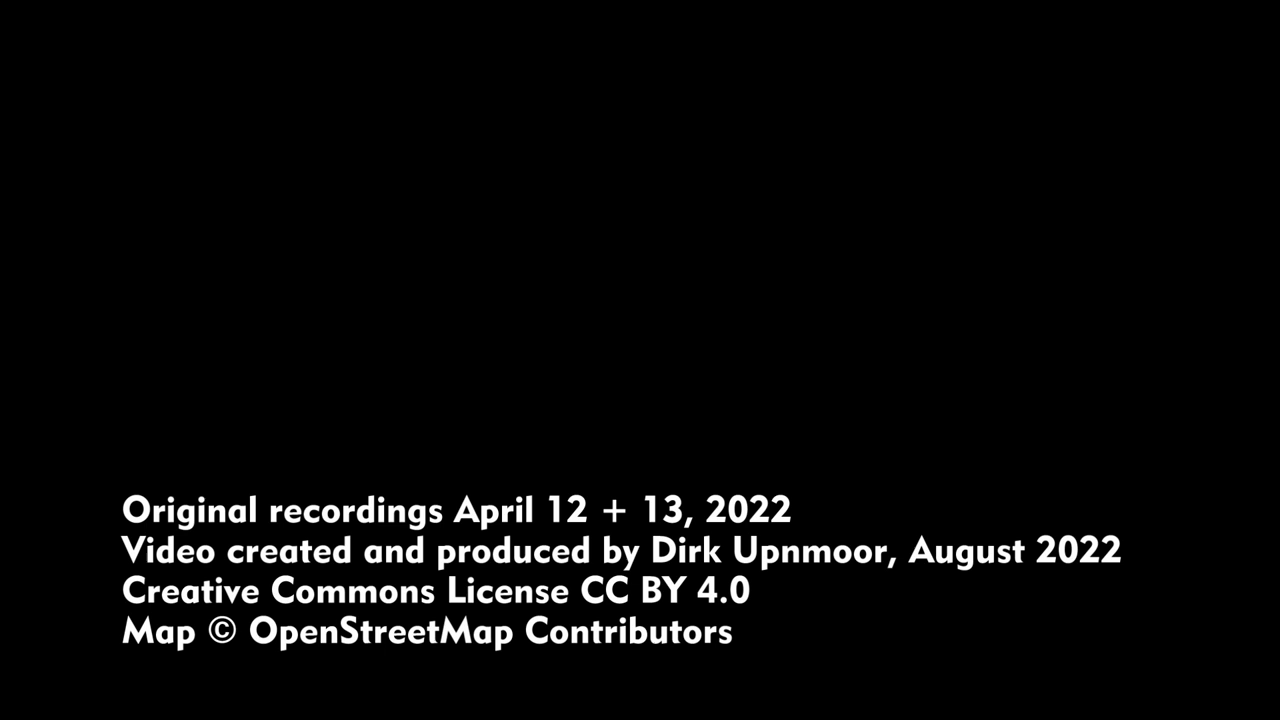 Original recordings April 12 + 13, 2022
Video created and produced by Dirk Upnmoor, August 2022
Creative Commons License CC BY 4.0
Map © OpenStreetMap Contributors